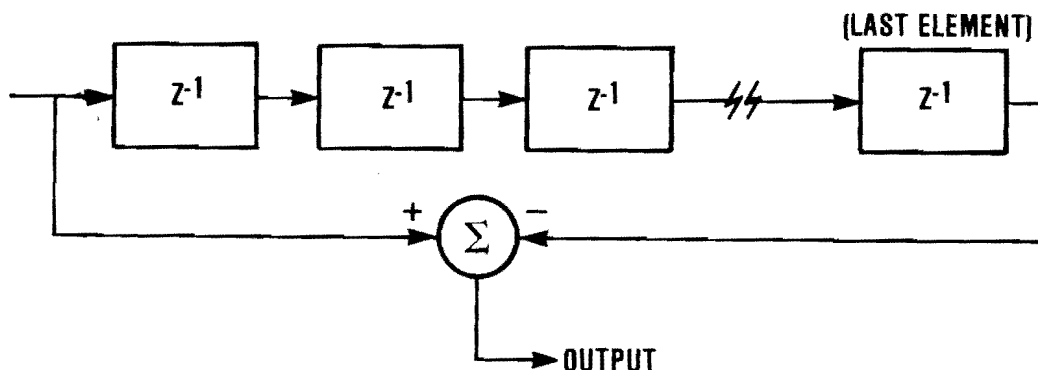 (LAST ELEMENT)
Z-1 Z-1 Z-1 Z-1
+ Σ −
OUTPUT